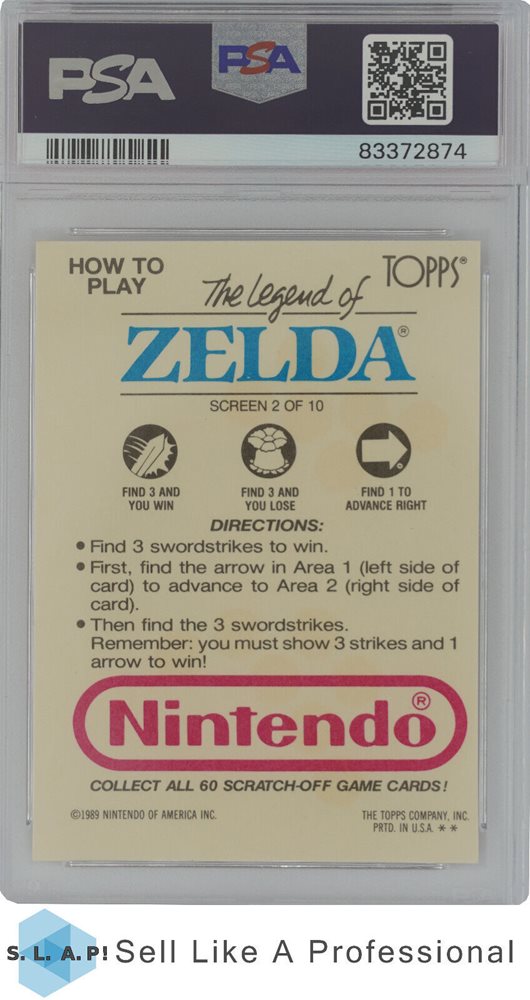 PSA
PSA
83372874
HOW TO
PLAY
TOPPS®
The Legend of
ZELDA®
SCREEN 2 OF 10
FIND 3 AND
YOU WIN
FIND 3 AND
YOU LOSE
FIND 1 TO
ADVANCE RIGHT
DIRECTIONS:
• Find 3 swordstrikes to win.
• First, find the arrow in Area 1 (left side of
card) to advance to Area 2 (right side of
card).
• Then find the 3 swordstrikes.
Remember: you must show 3 strikes and 1
arrow to win!
Nintendo®
COLLECT ALL 60 SCRATCH-OFF GAME CARDS!
©1989 NINTENDO OF AMERICA INC.
THE TOPPS COMPANY, INC.
PRTD. IN U.S.A. * *
S. L. A.P! Sell Like A Professional